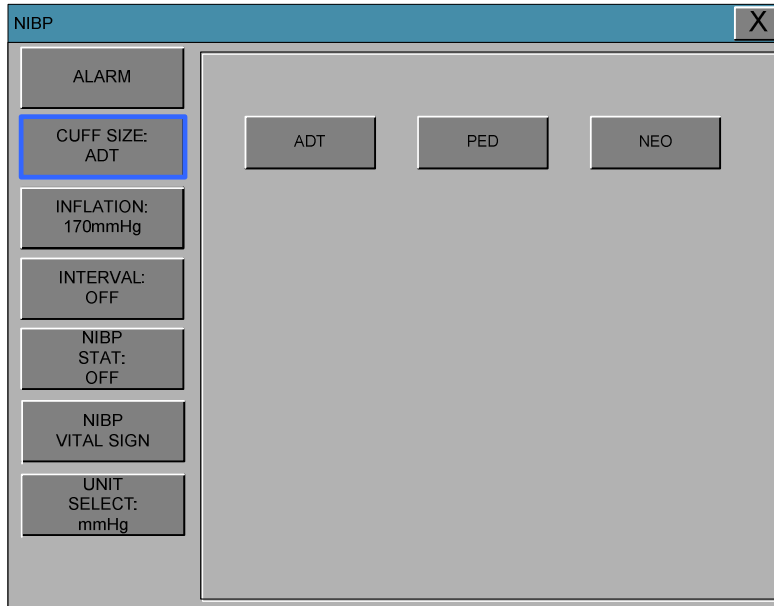 NIBP
X
ALARM
CUFF SIZE:
ADT
INFLATION:
170mmHg
INTERVAL:
OFF
NIBP
STAT:
OFF
NIBP
VITAL SIGN
UNIT
SELECT:
mmHg
ADT
PED
NEO